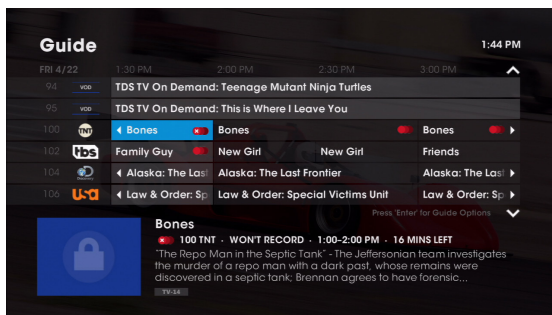 Guide
1:44 PM
FRI 4/22 1:30 PM 2:00 PM 2:30 PM 3:00 PM
94 VOD TDS TV On Demand: Teenage Mutant Ninja Turtles
95 VOD TDS TV On Demand: This is Where I Leave You
100 TNT Bones Bones Bones
102 tbs Family Guy New Girl New Girl Friends
104 Alaska: The Last Alaska: The Last Frontier Alaska: The Last
106 USA Law & Order: Sp Law & Order: Special Victims Unit Law & Order: Sp
Press 'Enter' for Guide Options
Bones
100 TNT · WON'T RECORD · 1:00–2:00 PM · 16 MINS LEFT
"The Repo Man in the Septic Tank" - The Jeffersonian team investigates
the murder of a repo man with a dark past, whose remains were
discovered in a septic tank; Brennan agrees to have forensic...
TV-14